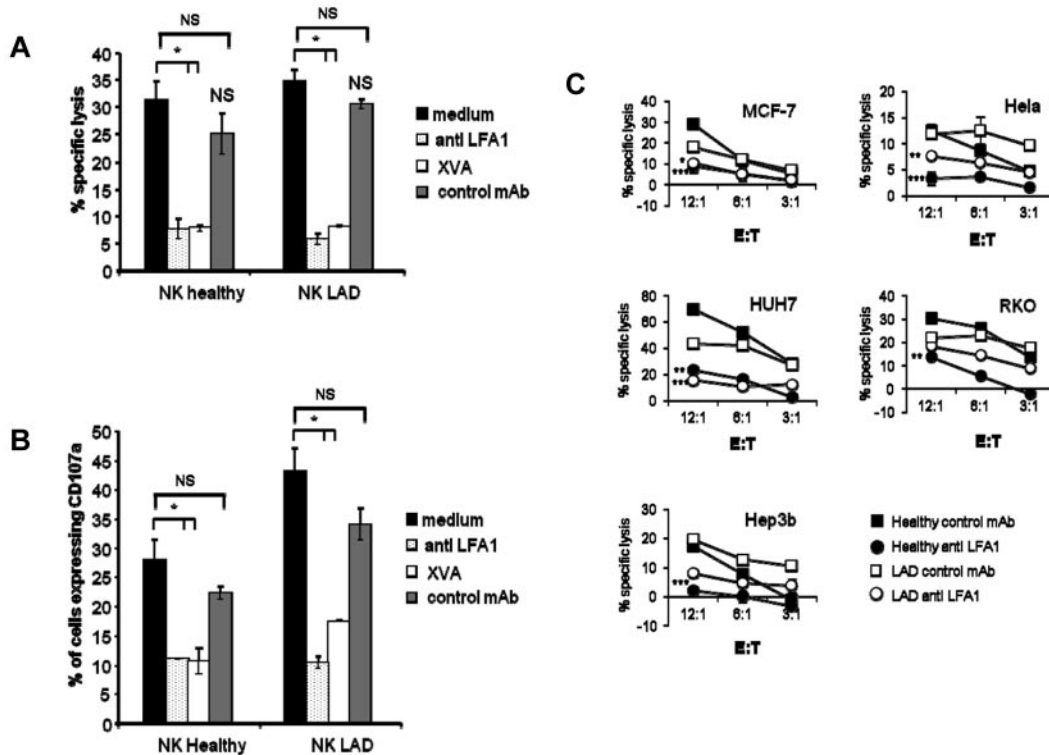 A
NS
NS
*
*
NS
NS
% specific lysis
40
35
30
25
20
15
10
5
0
NK healthy
NK LAD
medium
anti LFA1
XVA
control mAb
B
NS
NS
*
*
% of cells expressing CD107a
50
45
40
35
30
25
20
15
10
5
0
NK Healthy
NK LAD
medium
anti LFA1
XVA
control mAb
C
MCF-7
% specific lysis
40
30
20
10
0
-10
*
***
12:1 6:1 3:1
E:T
Hela
% specific lysis
20
15
10
5
0
**
***
12:1 6:1 3:1
E:T
HUH7
% specific lysis
80
60
40
20
0
**
***
12:1 6:1 3:1
E:T
RKO
% specific lysis
40
30
20
10
0
-10
**
12:1 6:1 3:1
E:T
Hep3b
% specific lysis
30
20
10
0
-10
***
12:1 6:1 3:1
E:T
Healthy control mAb
Healthy anti LFA1
LAD control mAb
LAD anti LFA1